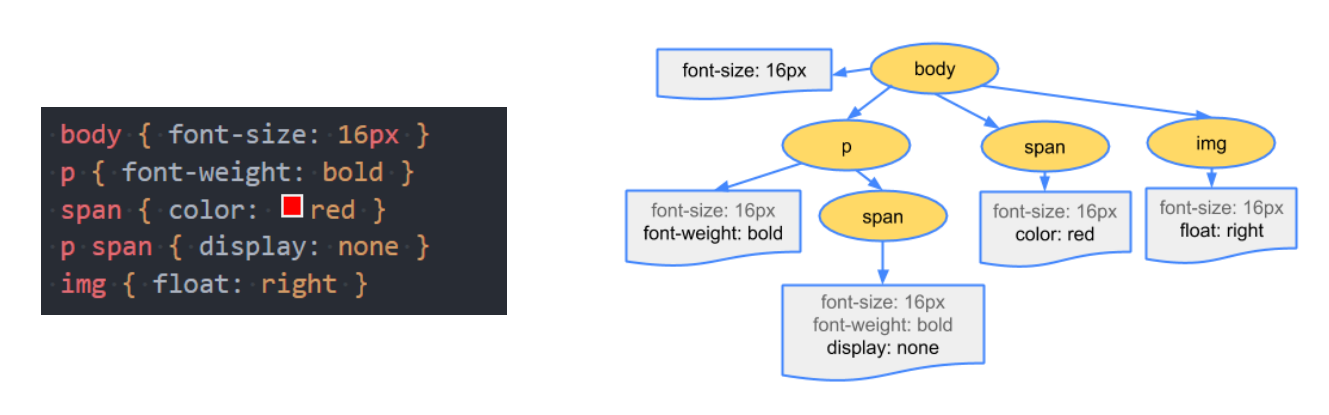 body { font-size: 16px }
p { font-weight: bold }
span { color: red }
p span { display: none }
img { float: right }
font-size: 16px
body
p
span
img
font-size: 16px
font-weight: bold
span
font-size: 16px
color: red
font-size: 16px
float: right
font-size: 16px
font-weight: bold
display: none